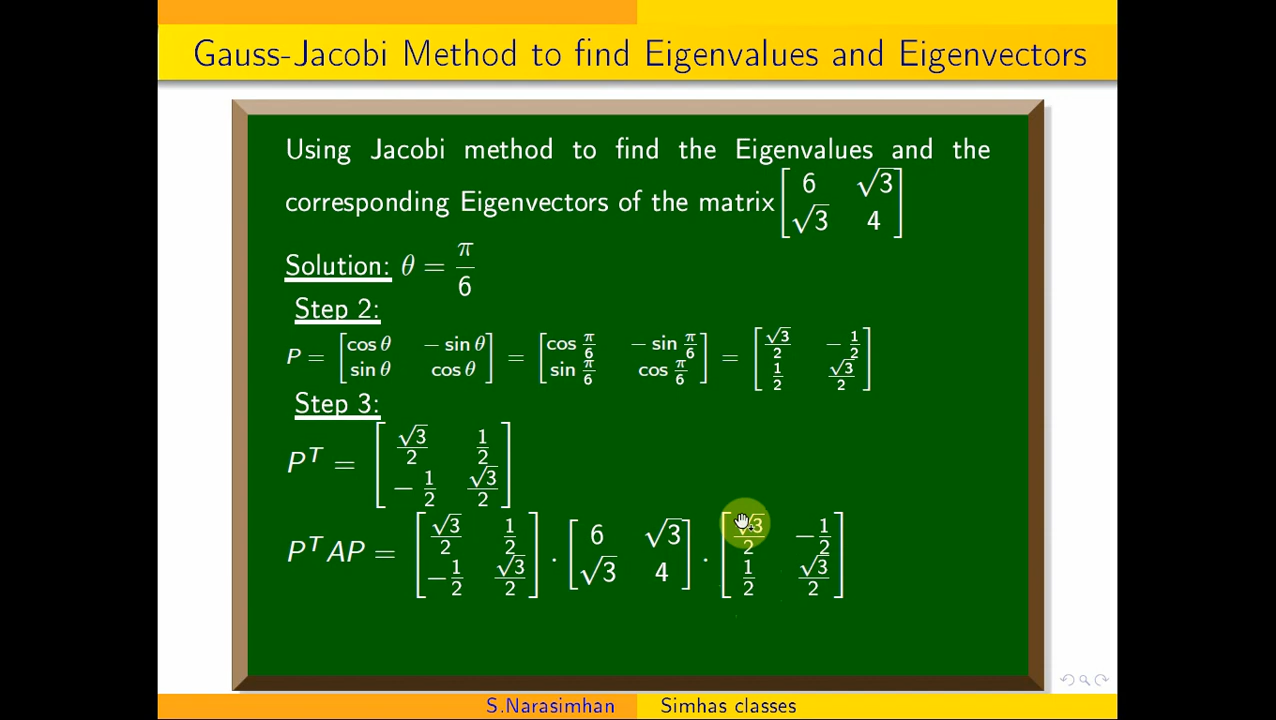 Gauss-Jacobi Method to find Eigenvalues and Eigenvectors
Using Jacobi method to find the Eigenvalues and the
corresponding Eigenvectors of the matrix [6 √3; √3 4]
Solution: θ = π/6
Step 2:
P = [cos θ − sin θ; sin θ cos θ] = [cos π/6 − sin π/6; sin π/6 cos π/6] = [√3/2 − 1/2; 1/2 √3/2]
Step 3:
Pᵀ = [√3/2 1/2; − 1/2 √3/2]
PᵀAP = [√3/2 1/2; −1/2 √3/2] · [6 √3; √3 4] · [√3/2 −1/2; 1/2 √3/2]
S.Narasimhan Simhas classes